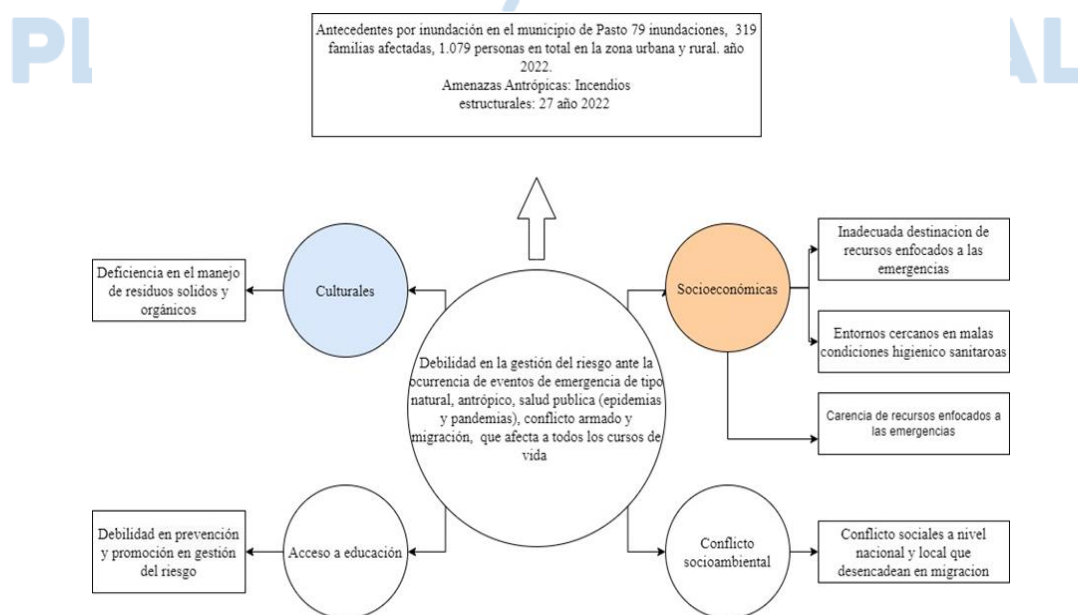 Antecedentes por inundación en el municipio de Pasto 79 inundaciones, 319
familias afectadas, 1.079 personas en total en la zona urbana y rural. año
2022.
Amenazas Antrópicas: Incendios
estructurales: 27 año 2022
Culturales
Deficiencia en el manejo
de residuos solidos y
orgánicos
Socioeconómicas
Inadecuada destinacion de
recursos enfocados a las
emergencias
Entornos cercanos en malas
condiciones higienico sanitaroas
Carencia de recursos enfocados a
las emergencias
Debilidad en la gestión del riesgo ante la
ocurrencia de eventos de emergencia de tipo
natural, antrópico, salud publica (epidemias
y pandemias), conflicto armado y
migración, que afecta a todos los cursos de
vida
Acceso a educación
Debilidad en prevención
y promoción en gestión
del riesgo
Conflicto
socioambiental
Conflicto sociales a nivel
nacional y local que
desencadean en migracion